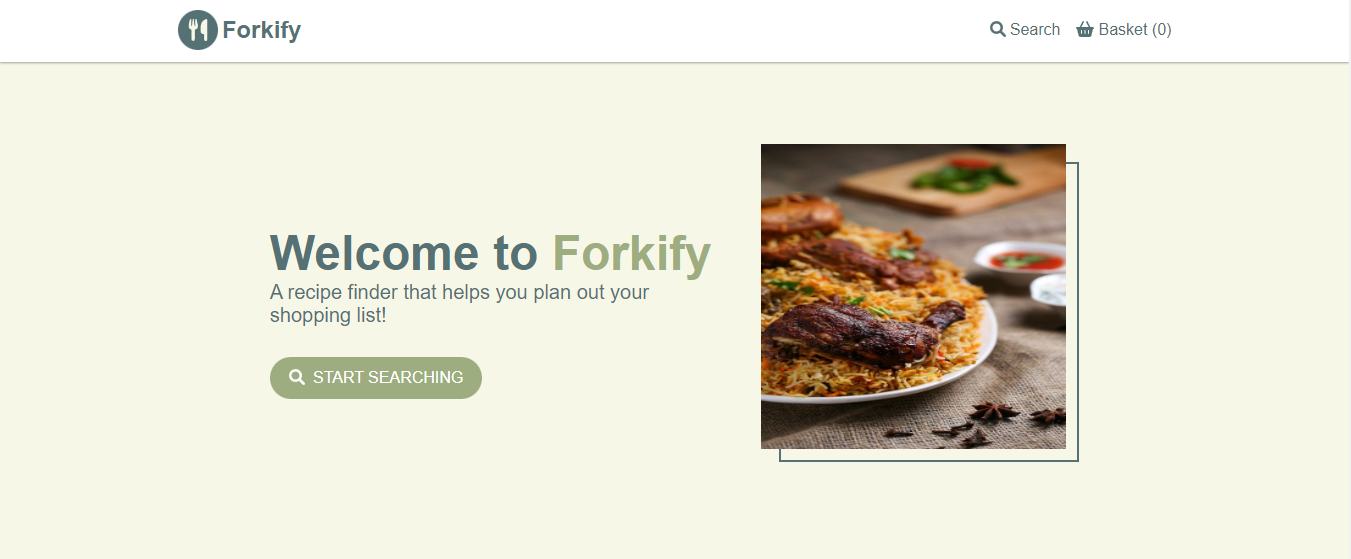 Forkify
Search
Basket (0)
Welcome to Forkify
A recipe finder that helps you plan out your
shopping list!
START SEARCHING